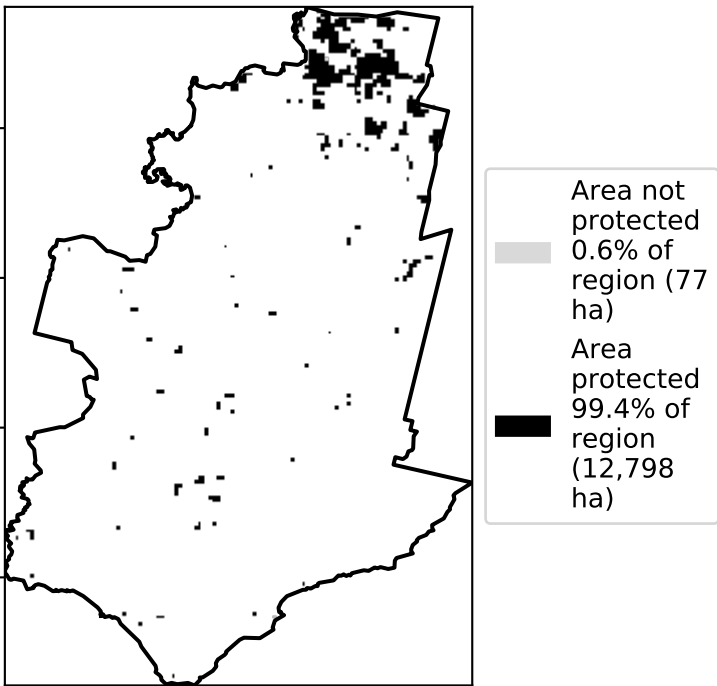 Area not
protected
0.6% of
region (77
ha)
Area
protected
99.4% of
region
(12,798
ha)